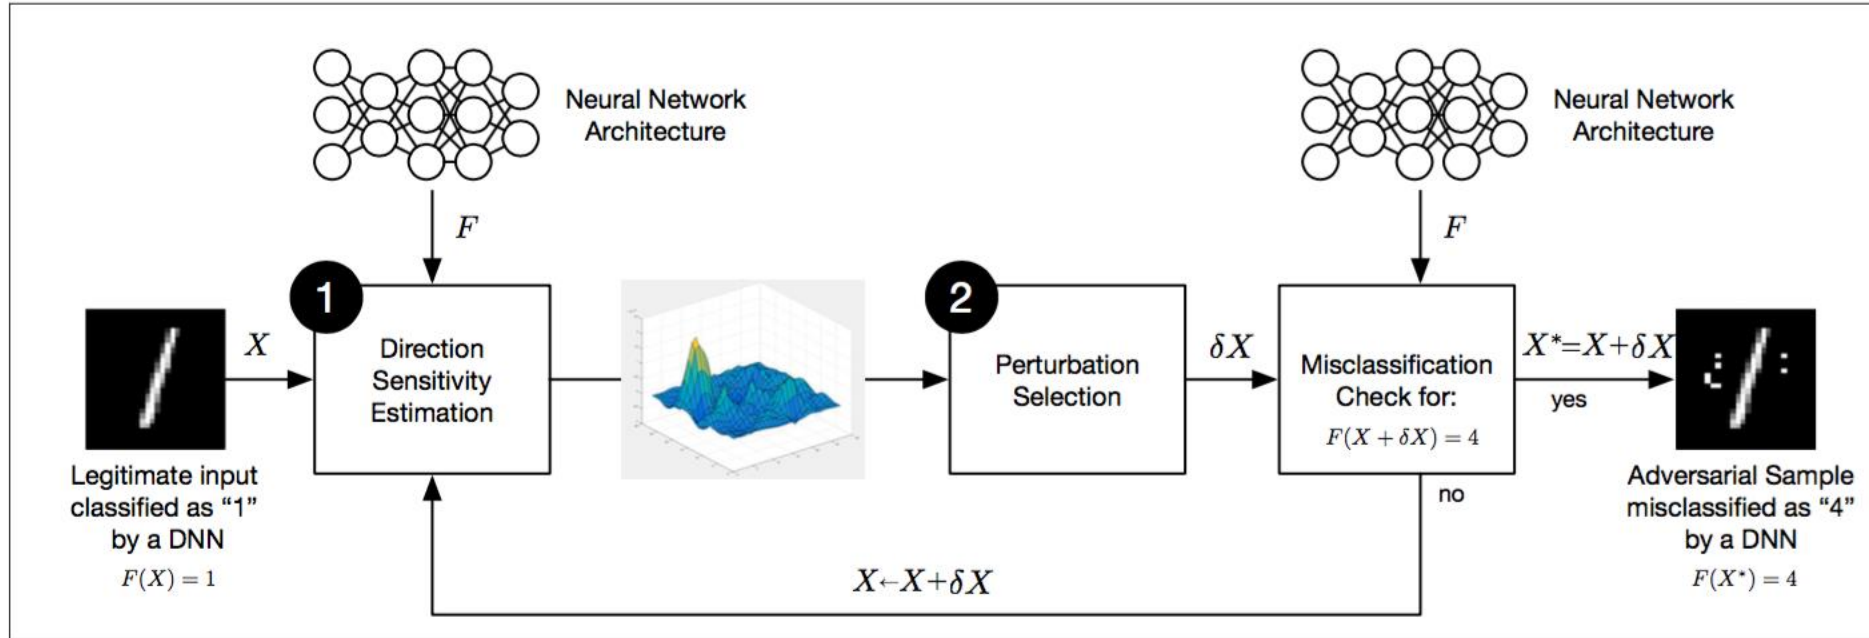 Neural Network
Architecture
Neural Network
Architecture
F
F
1
2
X
Direction
Sensitivity
Estimation
Perturbation
Selection
δX
Misclassification
Check for:
F(X + δX) = 4
X*=X+δX
yes
no
Legitimate input
classified as “1”
by a DNN
F(X) = 1
Adversarial Sample
misclassified as “4”
by a DNN
F(X*) = 4
X←X+δX